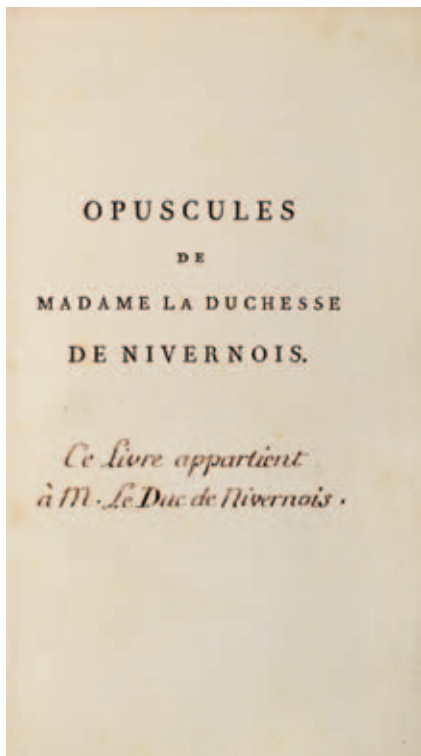 OPUSCULES
DE
MADAME LA DUCHESSE
DE NIVERNOIS.
Ce Livre appartient
à M. Le Duc de Nivernois.